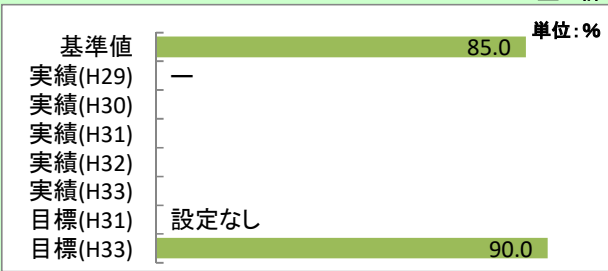 単位:%
基準値 85.0
実績(H29) ー
実績(H30)
実績(H31)
実績(H32)
実績(H33)
目標(H31) 設定なし
目標(H33) 90.0